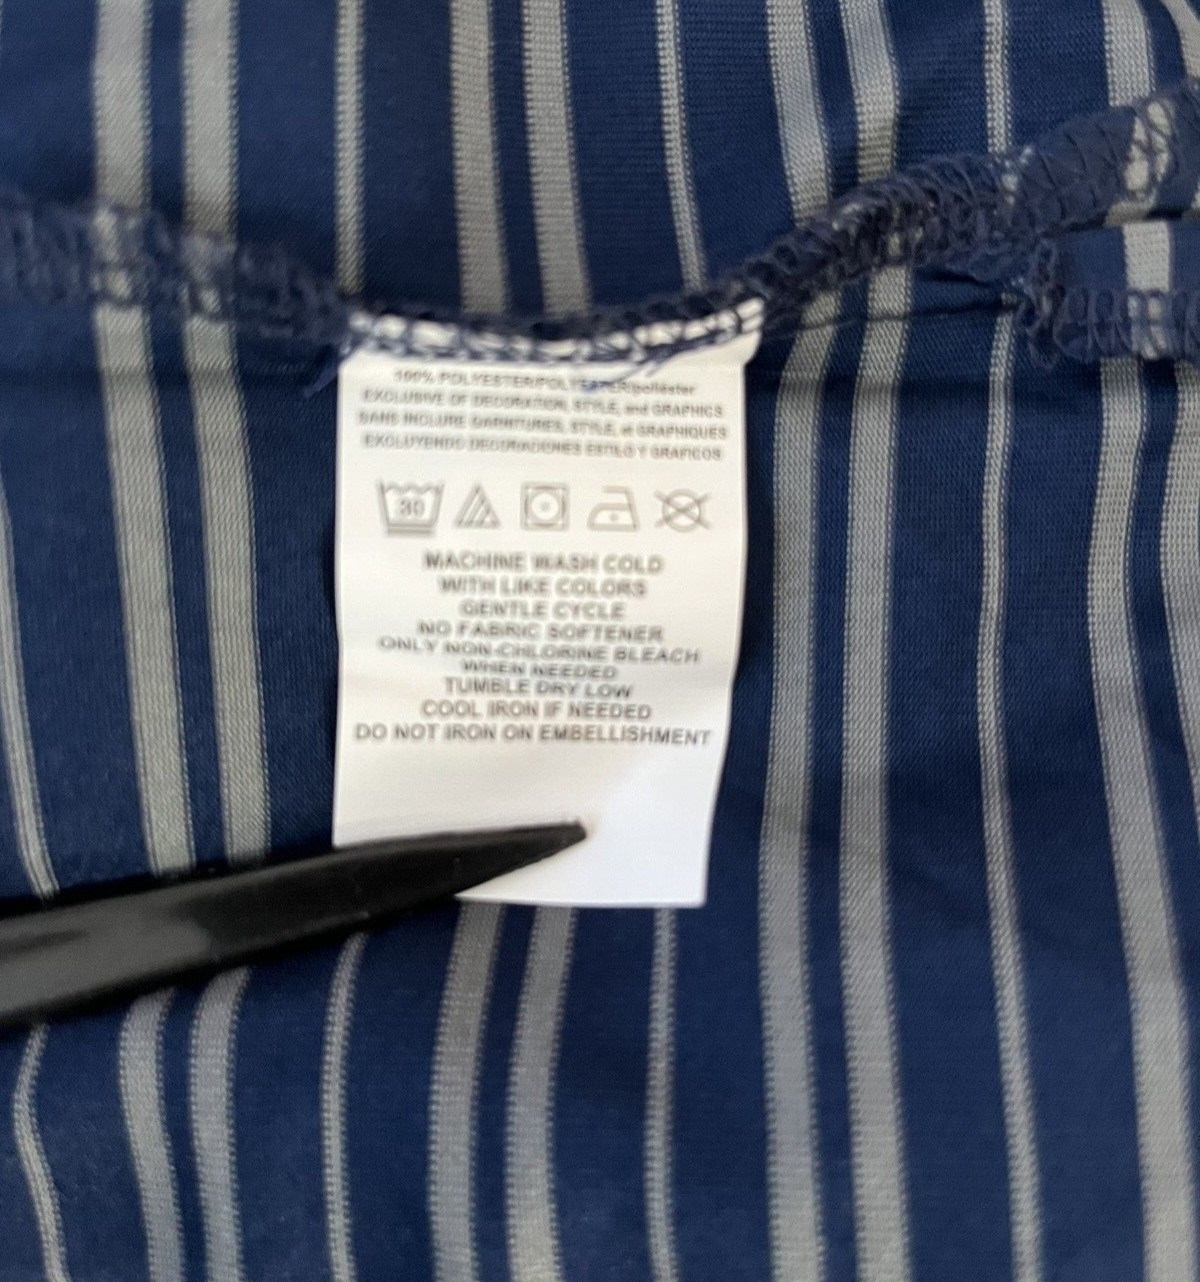 100% POLYESTER/POLYESTER/poliéster
EXCLUSIVE OF DECORATION, STYLE, and GRAPHICS
SANS INCLURE GARNITURES, STYLE, et GRAPHIQUES
EXCLUYENDO DECORACIONES ESTILO Y GRAFICOS
30
MACHINE WASH COLD
WITH LIKE COLORS
GENTLE CYCLE
NO FABRIC SOFTENER
ONLY NON-CHLORINE BLEACH
WHEN NEEDED
TUMBLE DRY LOW
COOL IRON IF NEEDED
DO NOT IRON ON EMBELLISHMENT